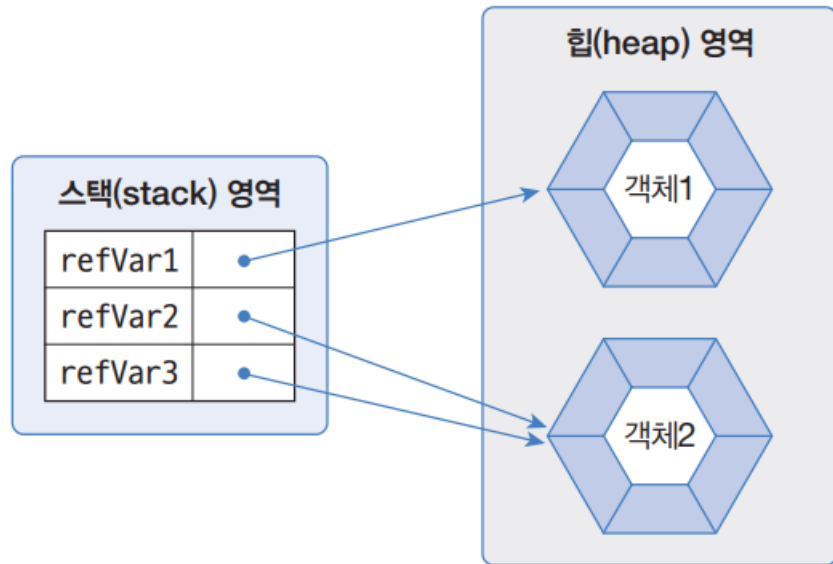 힙(heap) 영역
객체1
스택(stack) 영역
refVar1
refVar2
refVar3
객체2